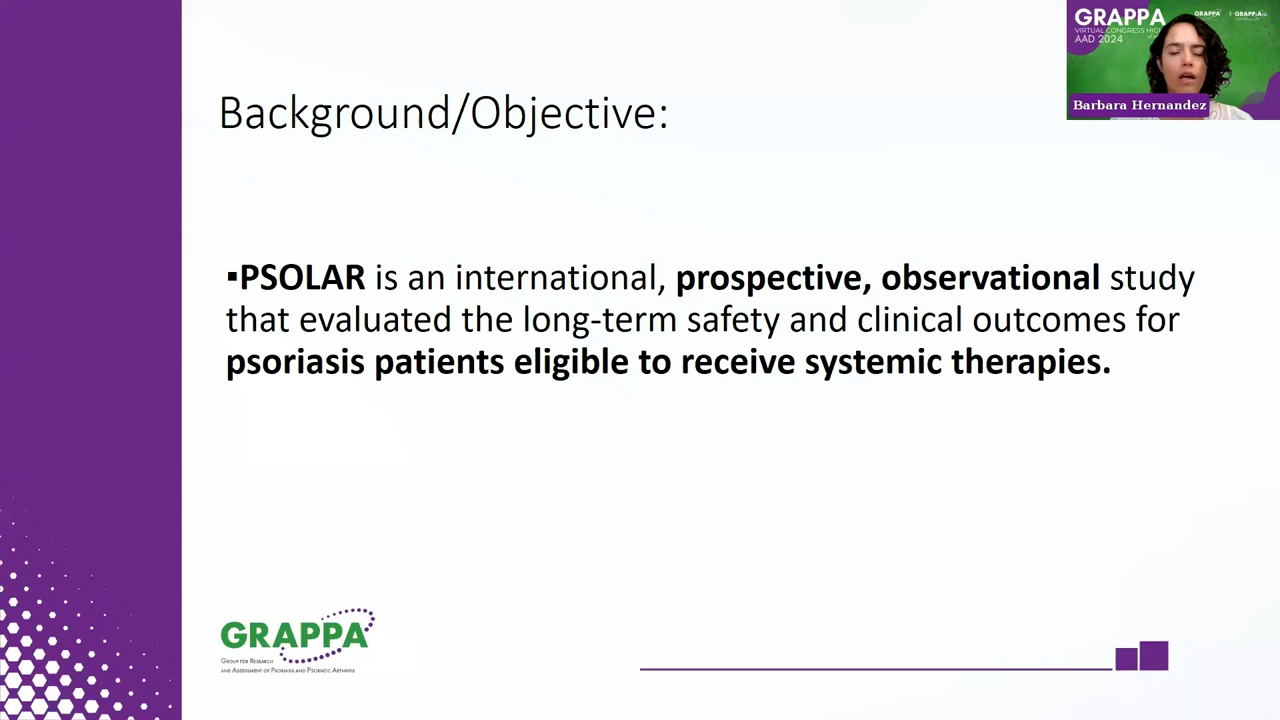 GRAPPA
VIRTUAL CONGRESS
AAD 2024
GRAPPA
Barbara Hernandez
Background/Objective:
▪PSOLAR is an international, prospective, observational study
that evaluated the long-term safety and clinical outcomes for
psoriasis patients eligible to receive systemic therapies.
GRAPPA
GROUP FOR RESEARCH
AND ASSESSMENT OF PSORIASIS AND PSORIATIC ARTHRITIS